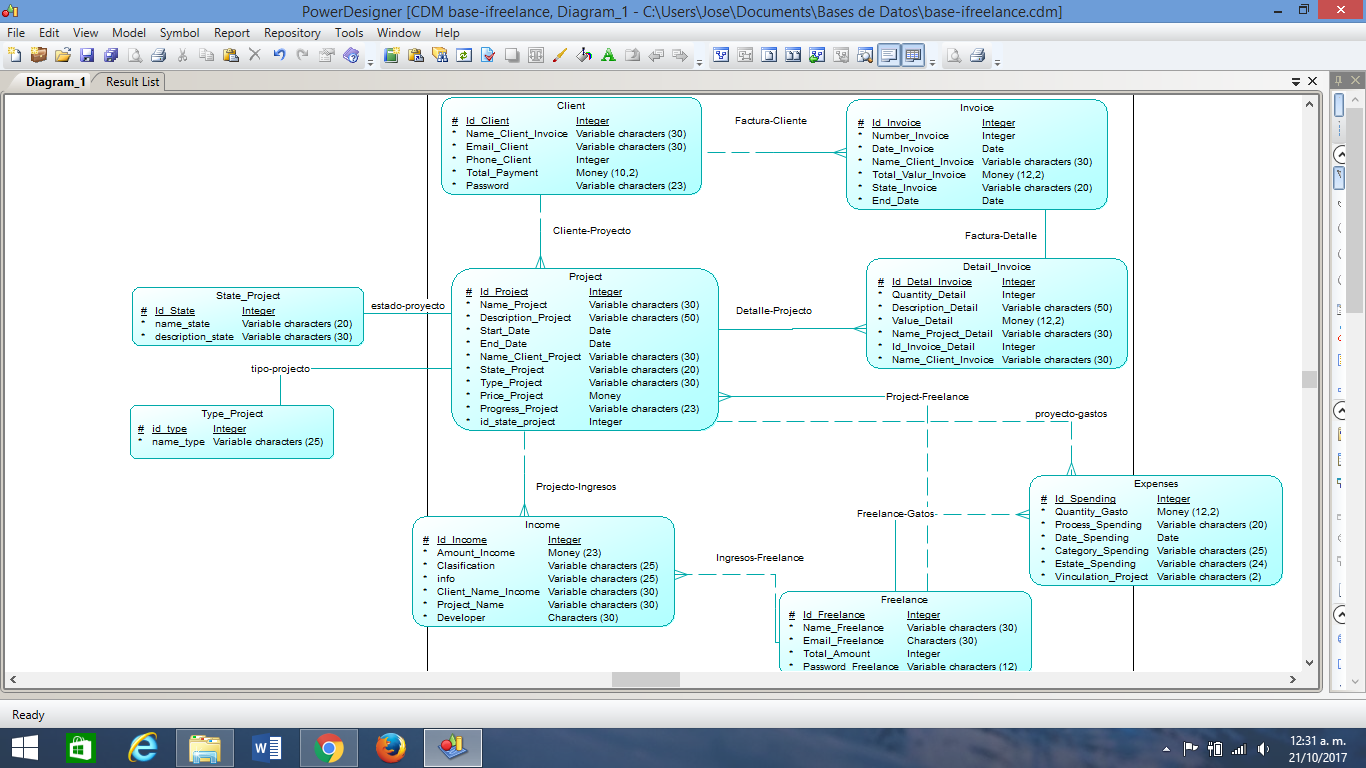 PowerDesigner [CDM base-ifreelance, Diagram_1 - C:\Users\Jose\Documents\Bases de Datos\base-ifreelance.cdm]
File Edit View Model Symbol Report Repository Tools Window Help
Diagram_1 Result List
Client
# Id_Client Integer
* Name_Client_Invoice Variable characters (30)
* Email_Client Variable characters (30)
* Phone_Client Integer
* Total_Payment Money (10,2)
* Password Variable characters (23)
Factura-Cliente
Invoice
# Id_Invoice Integer
* Number_Invoice Integer
* Date_Invoice Date
* Name_Client_Invoice Variable characters (30)
* Total_Valur_Invoice Money (12,2)
* State_Invoice Variable characters (20)
* End_Date Date
Cliente-Proyecto
Factura-Detalle
State_Project
# Id_State Integer
* name_state Variable characters (20)
* description_state Variable characters (30)
estado-proyecto
Project
# Id_Project Integer
* Name_Project Variable characters (30)
* Description_Project Variable characters (50)
* Start_Date Date
* End_Date Date
* Name_Client_Project Variable characters (30)
* State_Project Variable characters (20)
* Type_Project Variable characters (30)
* Price_Project Money
* Progress_Project Variable characters (23)
* id_state_project Integer
Detalle-Projecto
Detail_Invoice
# Id_Detal_Invoice Integer
* Quantity_Detail Integer
* Description_Detail Variable characters (50)
* Value_Detail Money (12,2)
* Name_Project_Detail Variable characters (30)
* Id_Invoice_Detail Integer
* Name_Client_Invoice Variable characters (30)
tipo-projecto
Type_Project
# id_type Integer
* name_type Variable characters (25)
Project-Freelance
proyecto-gastos
Projecto-Ingresos
Freelance-Gatos
Expenses
# Id_Spending Integer
* Quantity_Gasto Money (12,2)
* Process_Spending Variable characters (20)
* Date_Spending Date
* Category_Spending Variable characters (25)
* Estate_Spending Variable characters (24)
* Vinculation_Project Variable characters (2)
Income
# Id_Income Integer
* Amount_Income Money (23)
* Clasification Variable characters (25)
* info Variable characters (25)
* Client_Name_Income Variable characters (30)
* Project_Name Variable characters (30)
* Developer Characters (30)
Ingresos-Freelance
Freelance
# Id_Freelance Integer
* Name_Freelance Variable characters (30)
* Email_Freelance Characters (30)
* Total_Amount Integer
* Password_Freelance Variable characters (12)
Ready
12:31 a. m.
21/10/2017